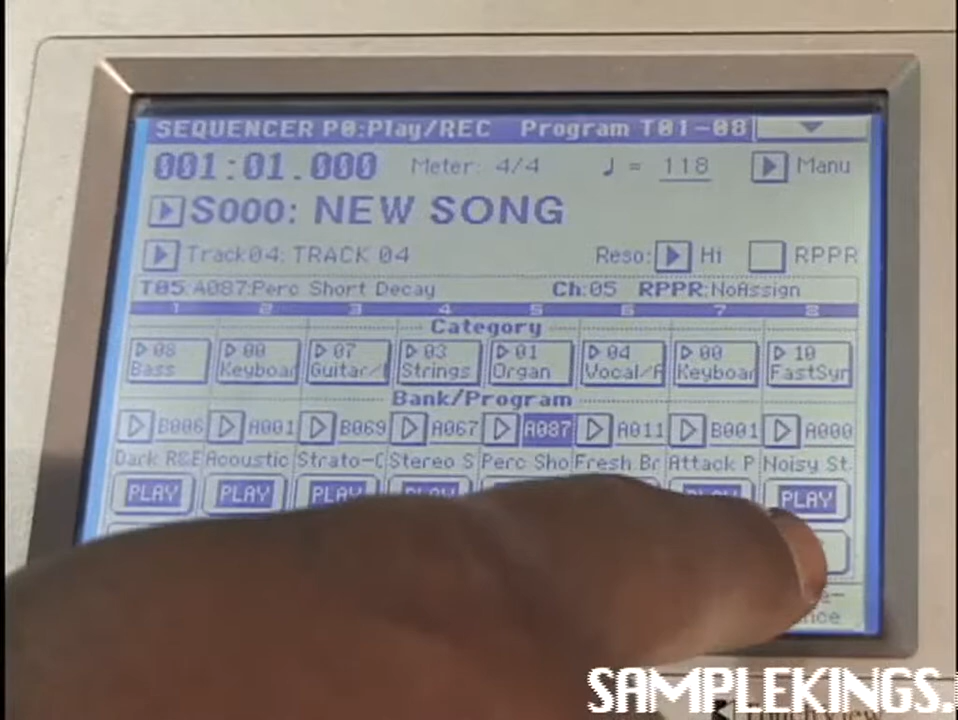 SEQUENCER P0:Play/REC Program T01-08
001:01.000 Meter: 4/4 ♩ = 118 Manu
S000: NEW SONG
Track04: TRACK 04 Reso: Hi RPPR
T05:A087:Perc Short Decay Ch:05 RPPR:NoAssign
1 2 3 4 5 6 7 8
Category
08 00 07 03 01 04 00 10
Bass Keyboar Guitar/ Strings Organ Vocal/A Keyboar FastSyn
Bank/Program
B006 A001 B069 A067 A087 A011 B001 A000
Dark R&B Acoustic Strato- Stereo S Perc Sho Fresh Br Attack P Noisy St.
PLAY PLAY PLAY PLAY PLAY PLAY
SAMPLEKINGS.